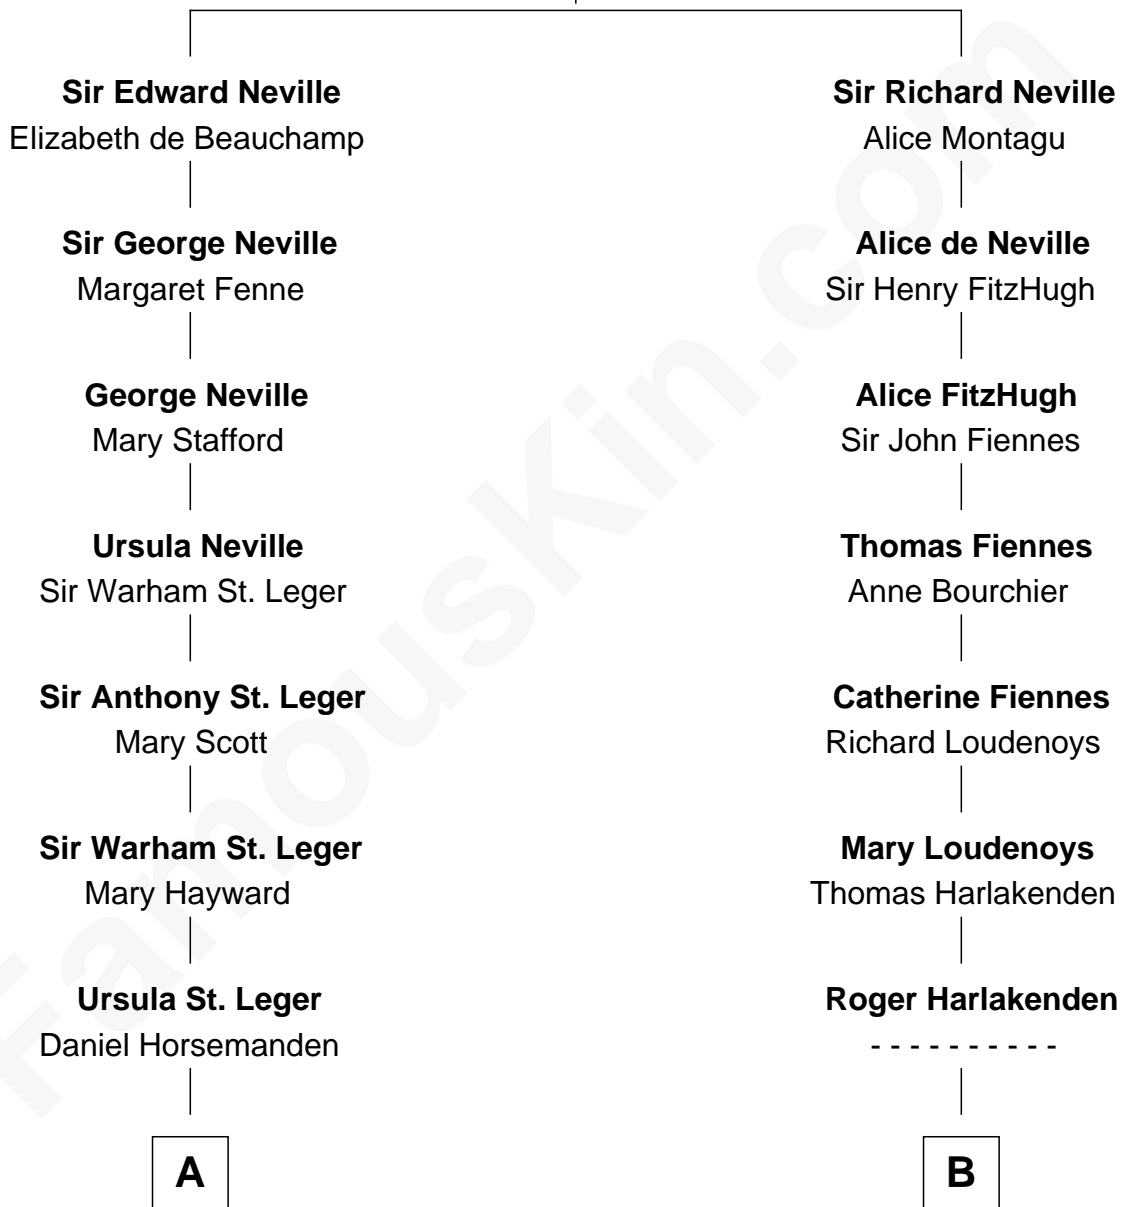 Sir Edward Neville
Elizabeth de Beauchamp
Sir Richard Neville
Alice Montagu
Sir George Neville
Margaret Fenne
Alice de Neville
Sir Henry FitzHugh
George Neville
Mary Stafford
Alice FitzHugh
Sir John Fiennes
Ursula Neville
Sir Warham St. Leger
Thomas Fiennes
Anne Bourchier
Sir Anthony St. Leger
Mary Scott
Catherine Fiennes
Richard Loudenoys
Sir Warham St. Leger
Mary Hayward
Mary Loudenoys
Thomas Harlakenden
Ursula St. Leger
Daniel Horsemanden
Roger Harlakenden
- - - - - - - - - -
A
B
FamousKin.com